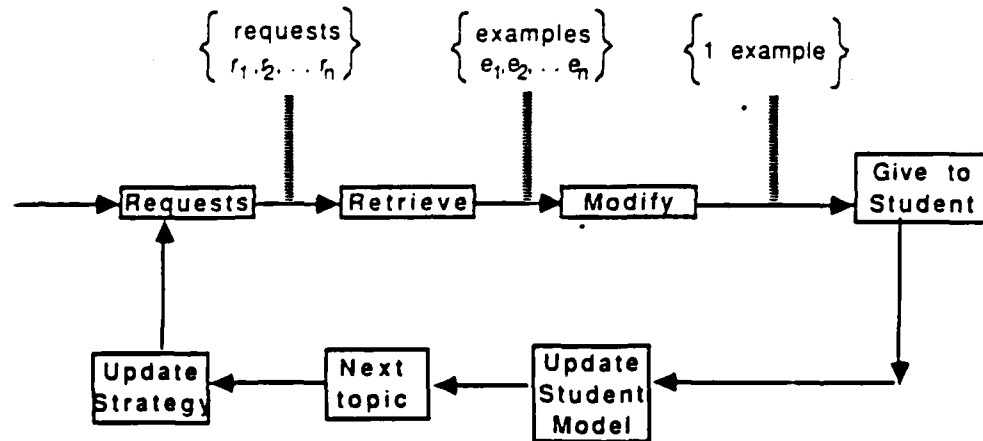 { requests
r₁, r₂, . . . rₙ }
{ examples
e₁, e₂, . . . eₙ }
{ 1 example }
Requests
Retrieve
Modify
Give to
Student
Update
Strategy
Next
topic
Update
Student
Model